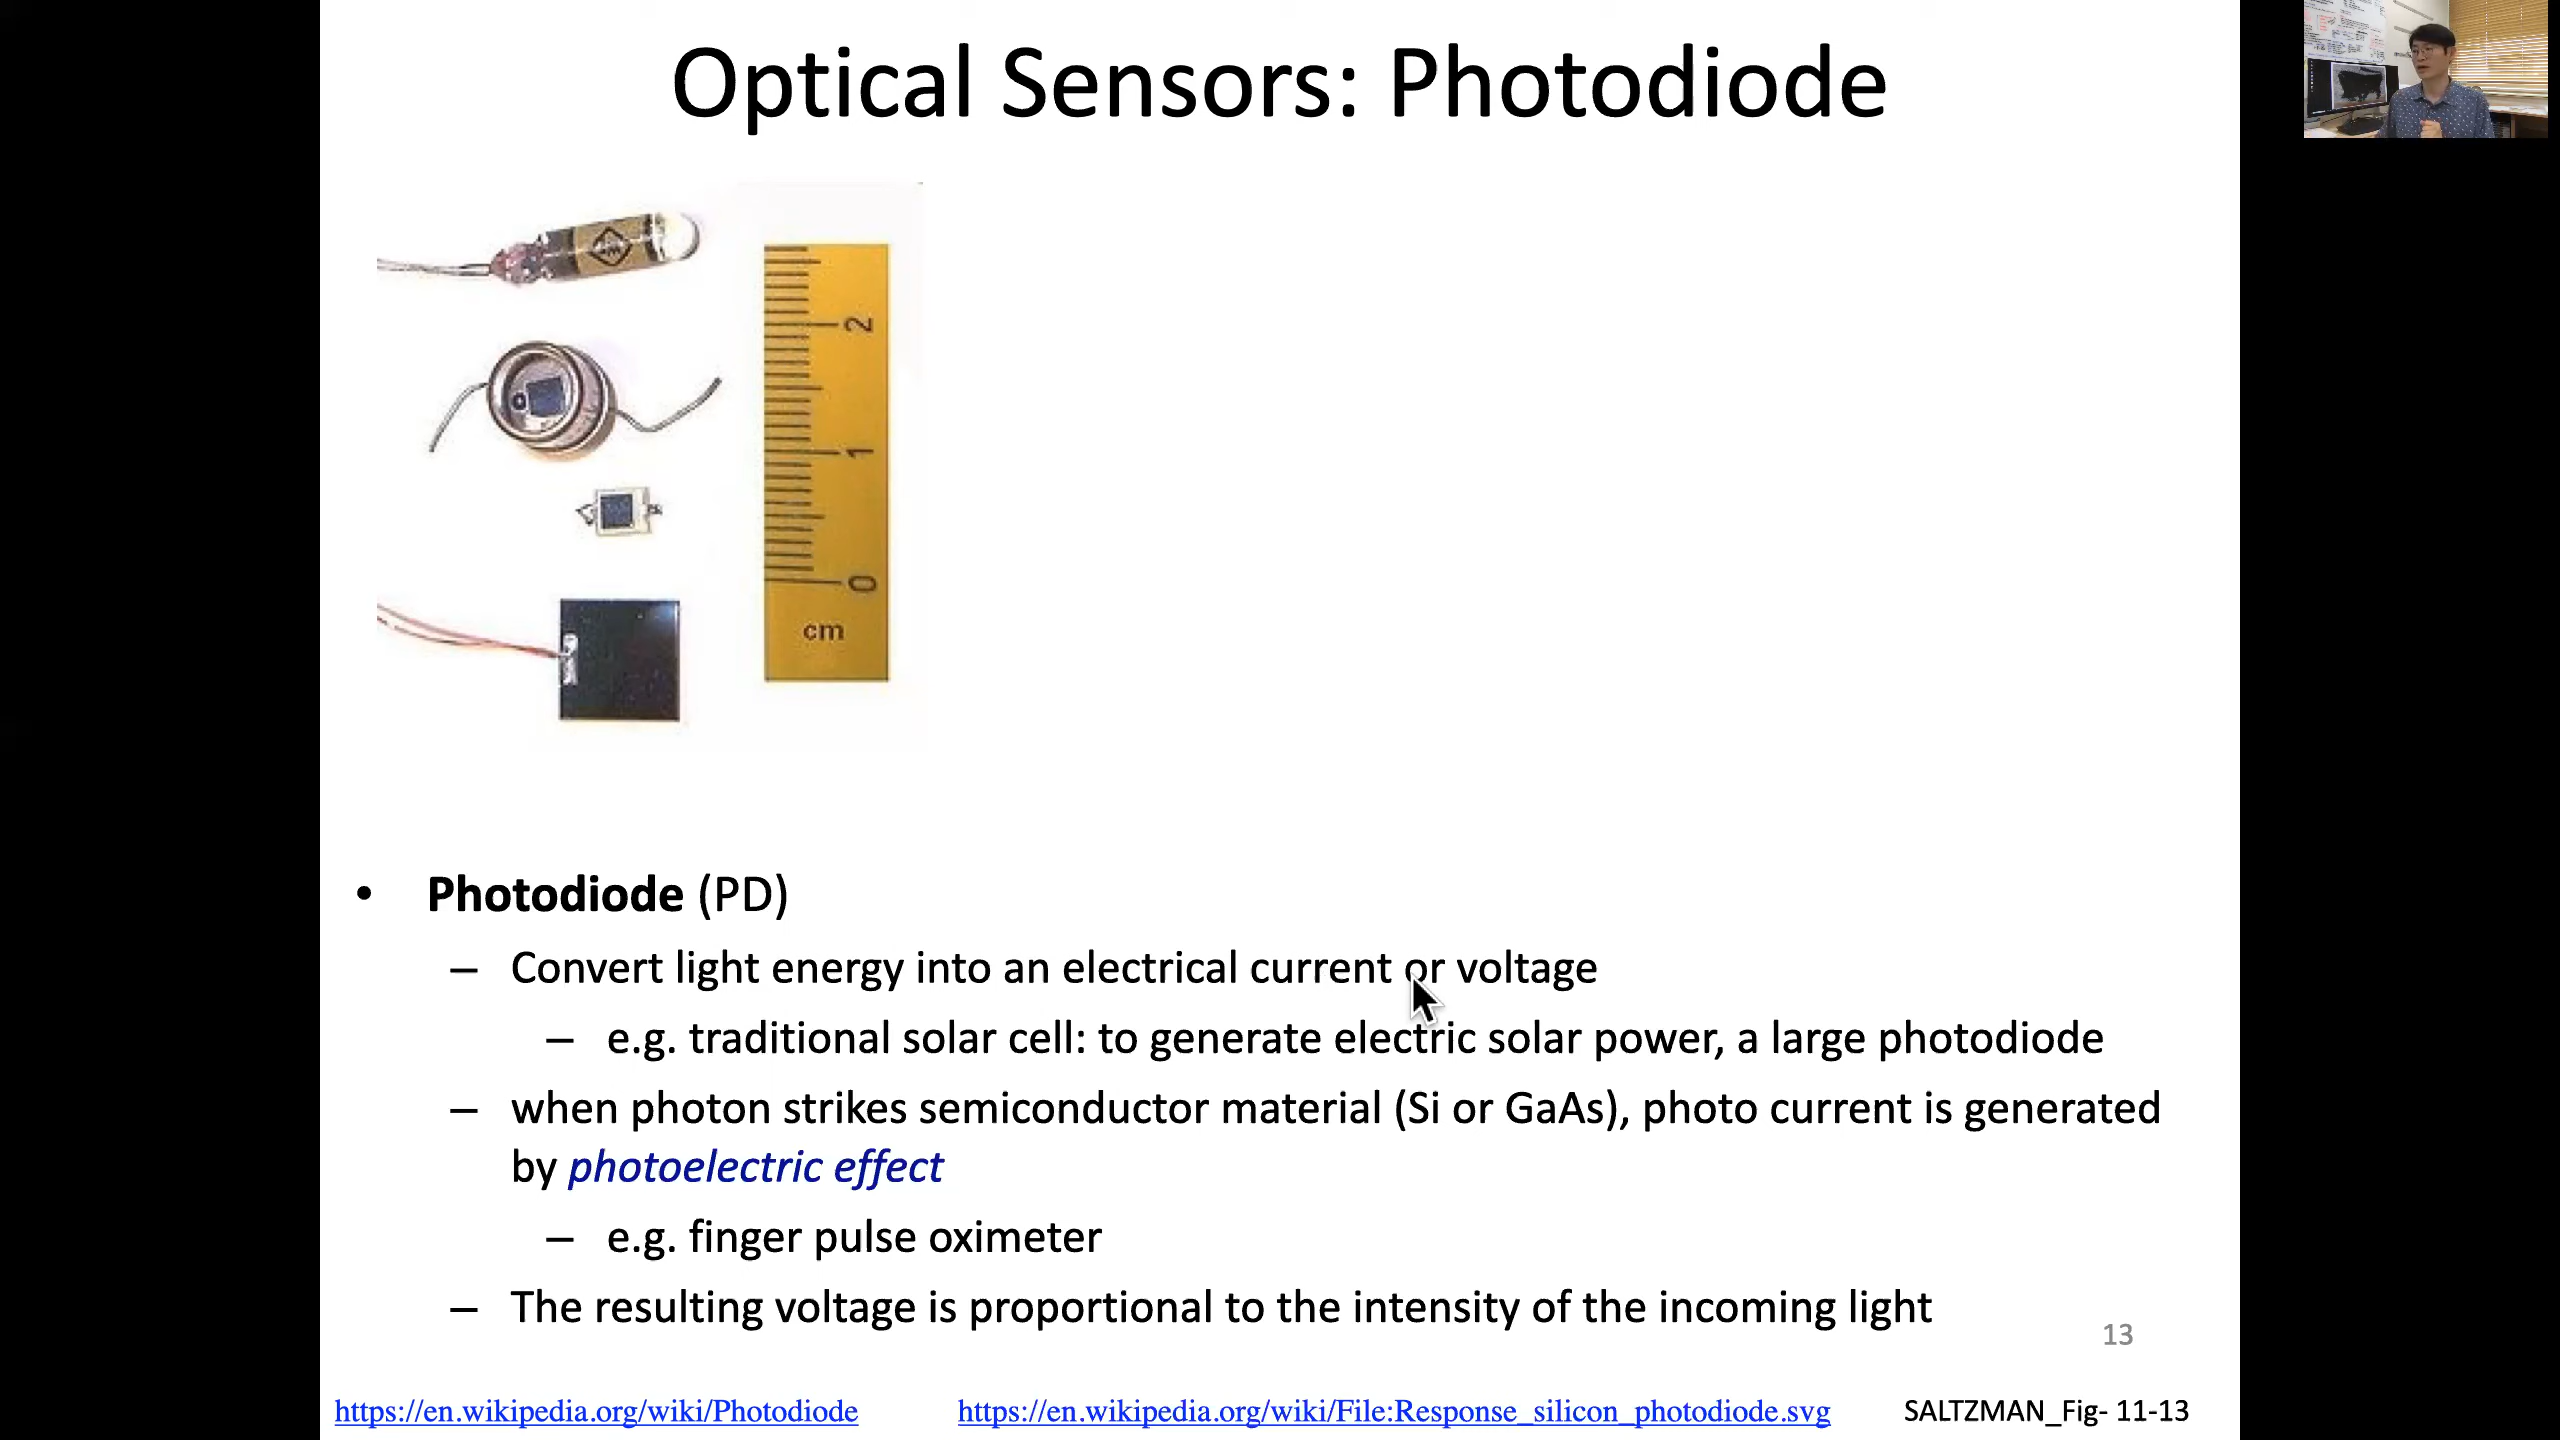 Optical Sensors: Photodiode
2
1
0
cm
• Photodiode (PD)
– Convert light energy into an electrical current or voltage
– e.g. traditional solar cell: to generate electric solar power, a large photodiode
– when photon strikes semiconductor material (Si or GaAs), photo current is generated
by photoelectric effect
– e.g. finger pulse oximeter
– The resulting voltage is proportional to the intensity of the incoming light
13
https://en.wikipedia.org/wiki/Photodiode
https://en.wikipedia.org/wiki/File:Response_silicon_photodiode.svg
SALTZMAN_Fig- 11-13